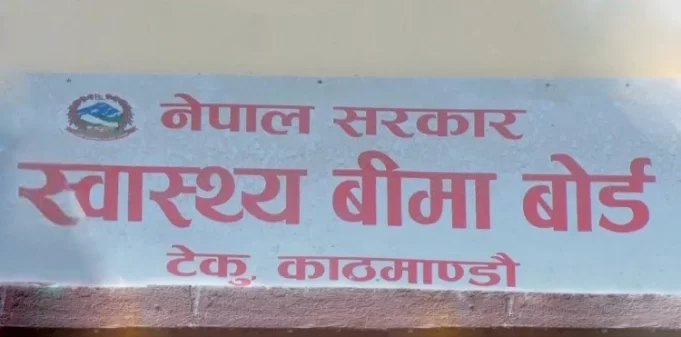 नेपाल सरकार
स्वास्थ्य बीमा बोर्ड
टेकु, काठमाण्डौ